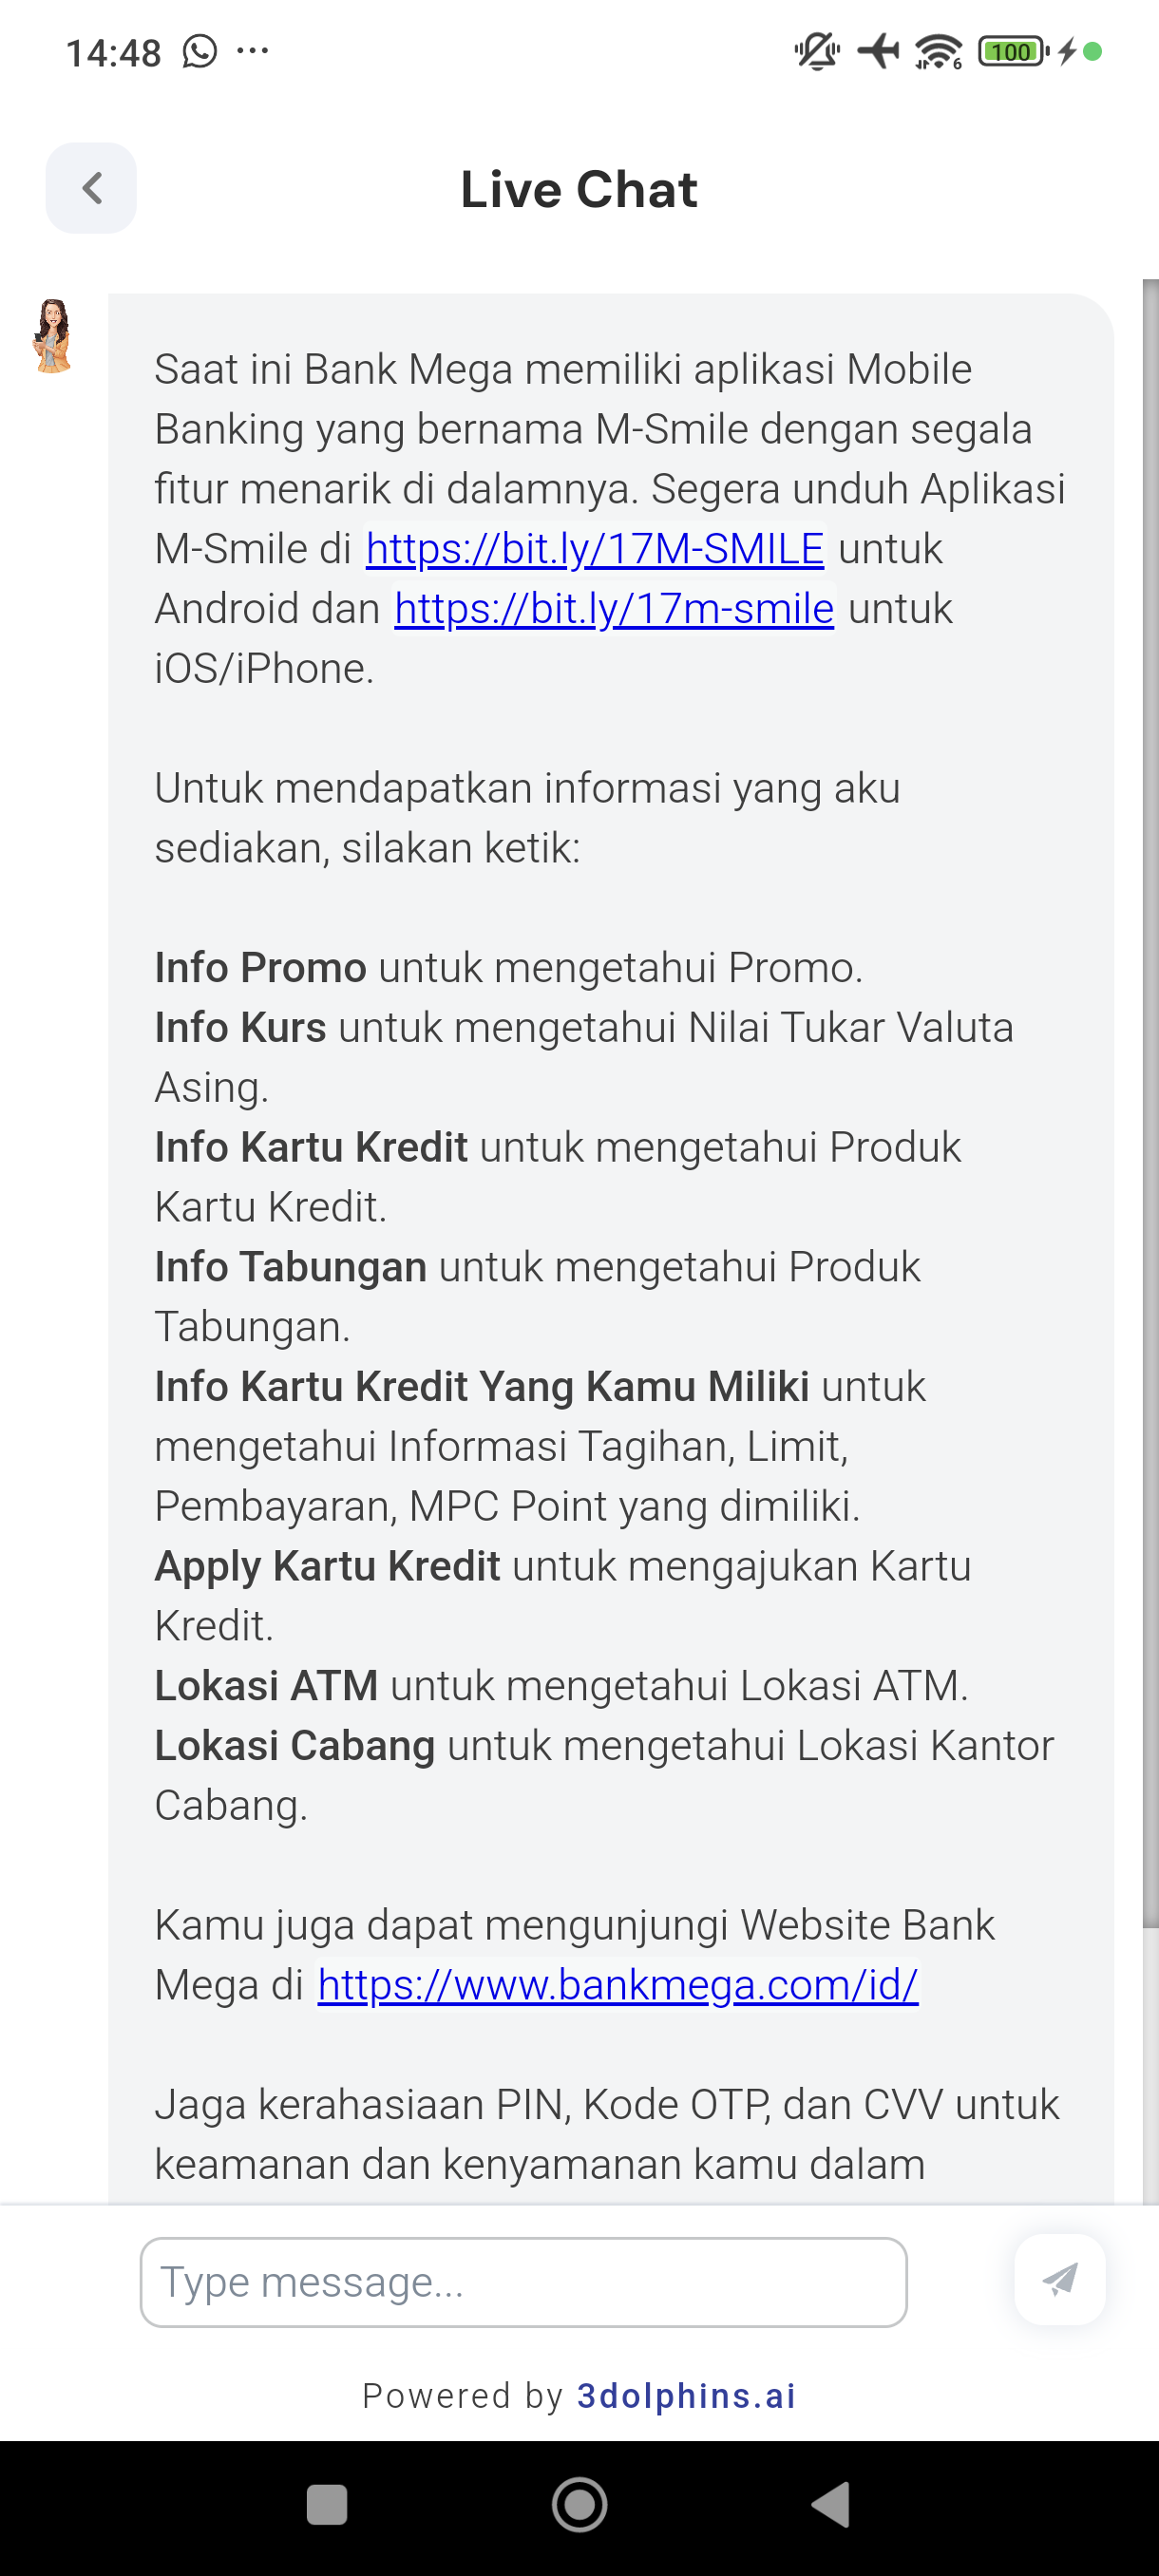 14:48
100
6
Live Chat
Saat ini Bank Mega memiliki aplikasi Mobile
Banking yang bernama M-Smile dengan segala
fitur menarik di dalamnya. Segera unduh Aplikasi
M-Smile di https://bit.ly/17M-SMILE untuk
Android dan https://bit.ly/17m-smile untuk
iOS/iPhone.
Untuk mendapatkan informasi yang aku
sediakan, silakan ketik:
Info Promo untuk mengetahui Promo.
Info Kurs untuk mengetahui Nilai Tukar Valuta
Asing.
Info Kartu Kredit untuk mengetahui Produk
Kartu Kredit.
Info Tabungan untuk mengetahui Produk
Tabungan.
Info Kartu Kredit Yang Kamu Miliki untuk
mengetahui Informasi Tagihan, Limit,
Pembayaran, MPC Point yang dimiliki.
Apply Kartu Kredit untuk mengajukan Kartu
Kredit.
Lokasi ATM untuk mengetahui Lokasi ATM.
Lokasi Cabang untuk mengetahui Lokasi Kantor
Cabang.
Kamu juga dapat mengunjungi Website Bank
Mega di https://www.bankmega.com/id/
Jaga kerahasiaan PIN, Kode OTP, dan CVV untuk
keamanan dan kenyamanan kamu dalam
Type message...
Powered by 3dolphins.ai